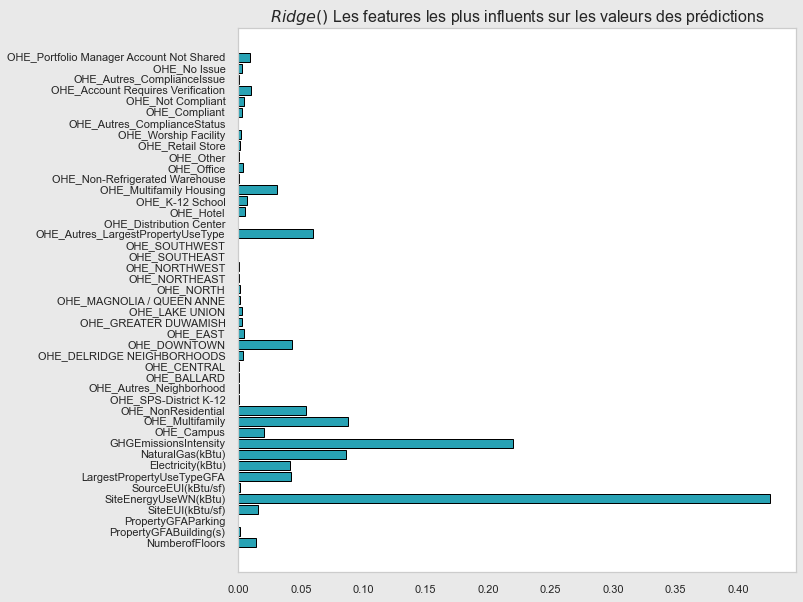 Ridge() Les features les plus influents sur les valeurs des prédictions
OHE_Portfolio Manager Account Not Shared
OHE_No Issue
OHE_Autres_ComplianceIssue
OHE_Account Requires Verification
OHE_Not Compliant
OHE_Compliant
OHE_Autres_ComplianceStatus
OHE_Worship Facility
OHE_Retail Store
OHE_Other
OHE_Office
OHE_Non-Refrigerated Warehouse
OHE_Multifamily Housing
OHE_K-12 School
OHE_Hotel
OHE_Distribution Center
OHE_Autres_LargestPropertyUseType
OHE_SOUTHWEST
OHE_SOUTHEAST
OHE_NORTHWEST
OHE_NORTHEAST
OHE_NORTH
OHE_MAGNOLIA / QUEEN ANNE
OHE_LAKE UNION
OHE_GREATER DUWAMISH
OHE_EAST
OHE_DOWNTOWN
OHE_DELRIDGE NEIGHBORHOODS
OHE_CENTRAL
OHE_BALLARD
OHE_Autres_Neighborhood
OHE_SPS-District K-12
OHE_NonResidential
OHE_Multifamily
OHE_Campus
GHGEmissionsIntensity
NaturalGas(kBtu)
Electricity(kBtu)
LargestPropertyUseTypeGFA
SourceEUI(kBtu/sf)
SiteEnergyUseWN(kBtu)
SiteEUI(kBtu/sf)
PropertyGFAParking
PropertyGFABuilding(s)
NumberofFloors
0.00 0.05 0.10 0.15 0.20 0.25 0.30 0.35 0.40